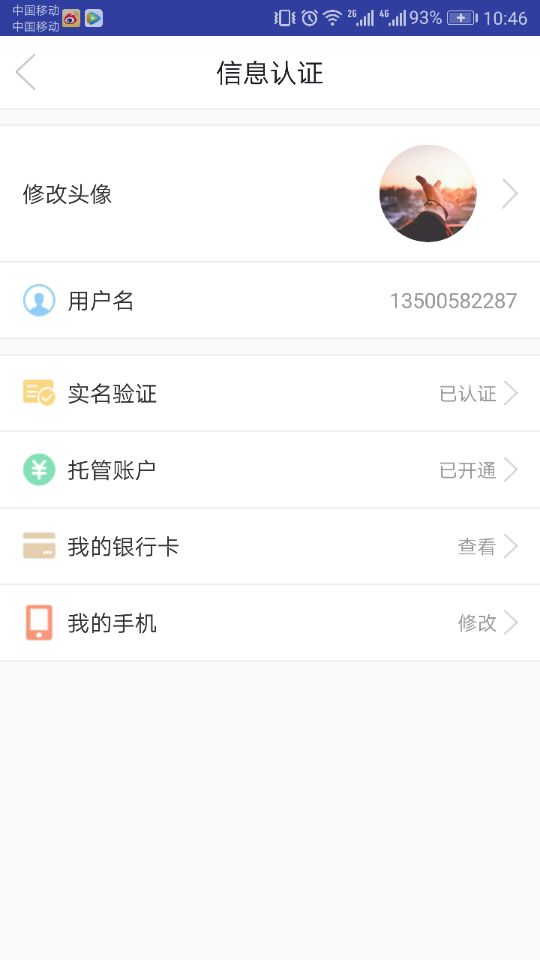 中国移动
中国移动
2G 4G 93% 10:46
信息认证
修改头像
用户名 13500582287
实名验证 已认证
托管账户 已开通
我的银行卡 查看
我的手机 修改